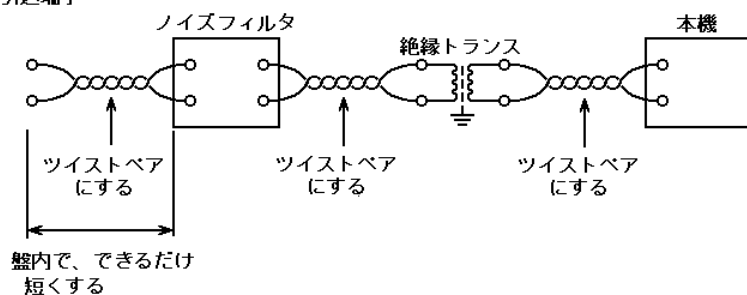 ノイズフィルタ
絶縁トランス
本機
ツイストペア
にする
ツイストペア
にする
ツイストペア
にする
盤内で、できるだけ
短くする